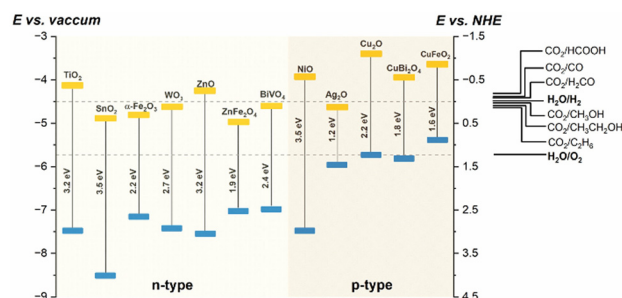 E vs. vaccum
E vs. NHE
−3
−4
−5
−6
−7
−8
−9
TiO₂
SnO₂
α-Fe₂O₃
WO₃
ZnO
ZnFe₂O₄
BiVO₄
NiO
Ag₂O
Cu₂O
CuBi₂O₄
CuFeO₂
3.2 eV
3.5 eV
2.2 eV
2.7 eV
3.2 eV
1.9 eV
2.4 eV
3.5 eV
1.2 eV
2.2 eV
1.8 eV
1.6 eV
n-type
p-type
−1.5
−0.5
0.5
1.5
2.5
3.5
4.5
CO₂/HCOOH
CO₂/CO
CO₂/H₂CO
H₂O/H₂
CO₂/CH₃OH
CO₂/CH₃CH₂OH
CO₂/C₂H₆
H₂O/O₂